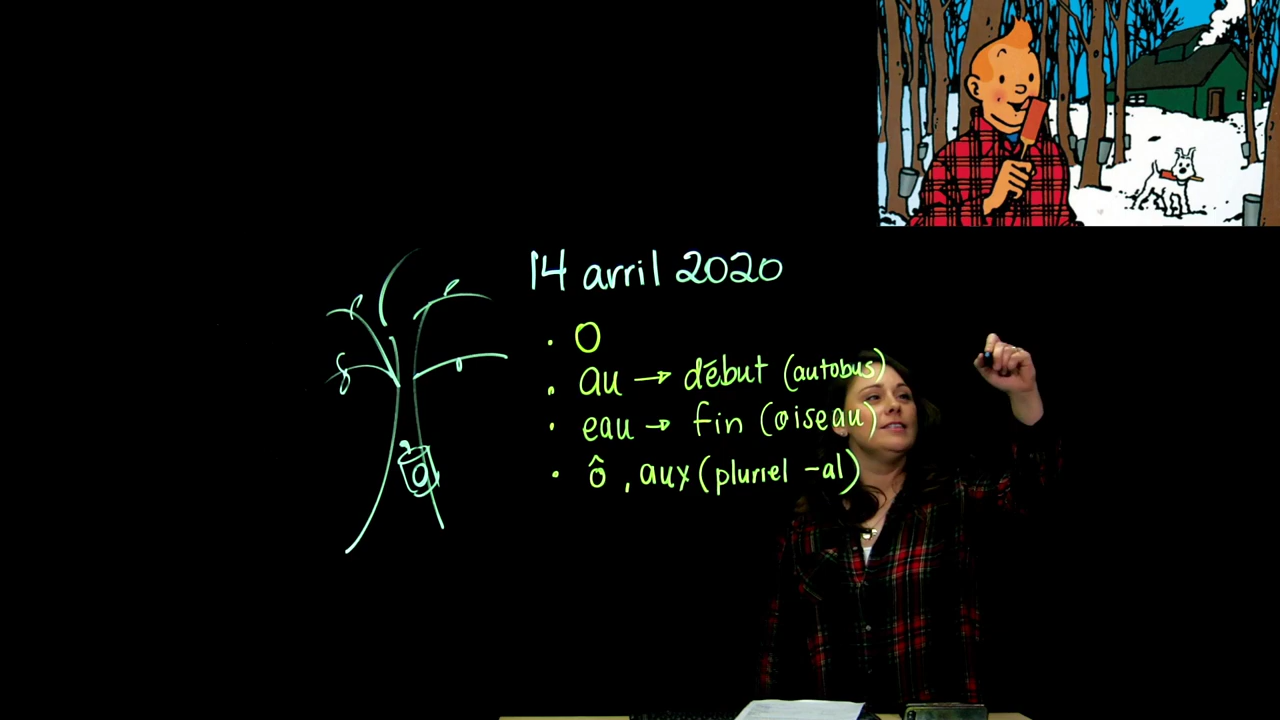 14 avril 2020
• O
• au → début (autobus)
• eau → fin (oiseau)
• ô, aux (pluriel -al)